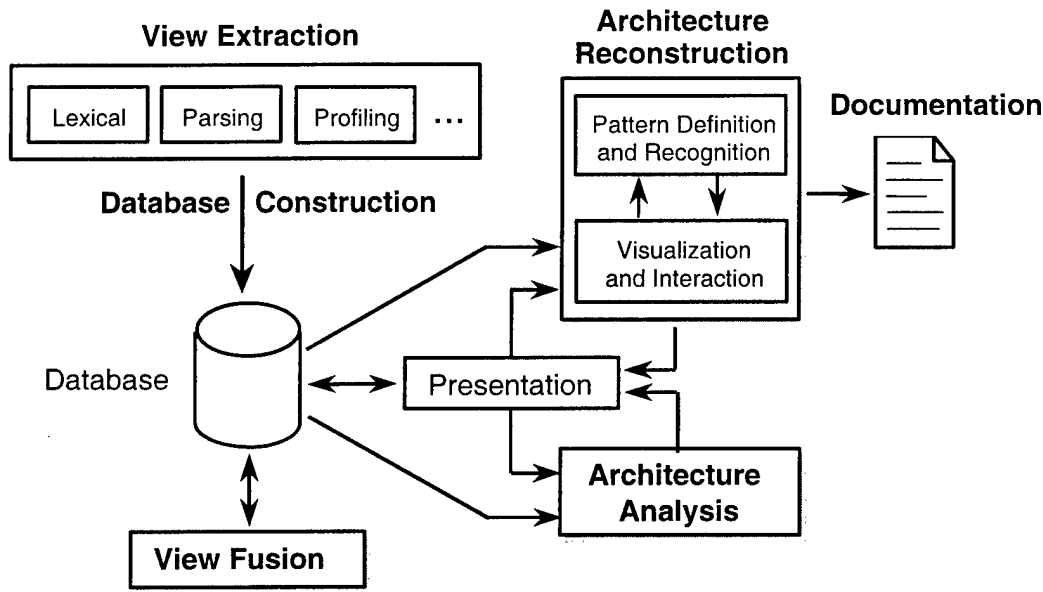 View Extraction
Lexical
Parsing
Profiling
...
Architecture
Reconstruction
Pattern Definition
and Recognition
Visualization
and Interaction
Documentation
Database Construction
Database
Presentation
Architecture
Analysis
View Fusion